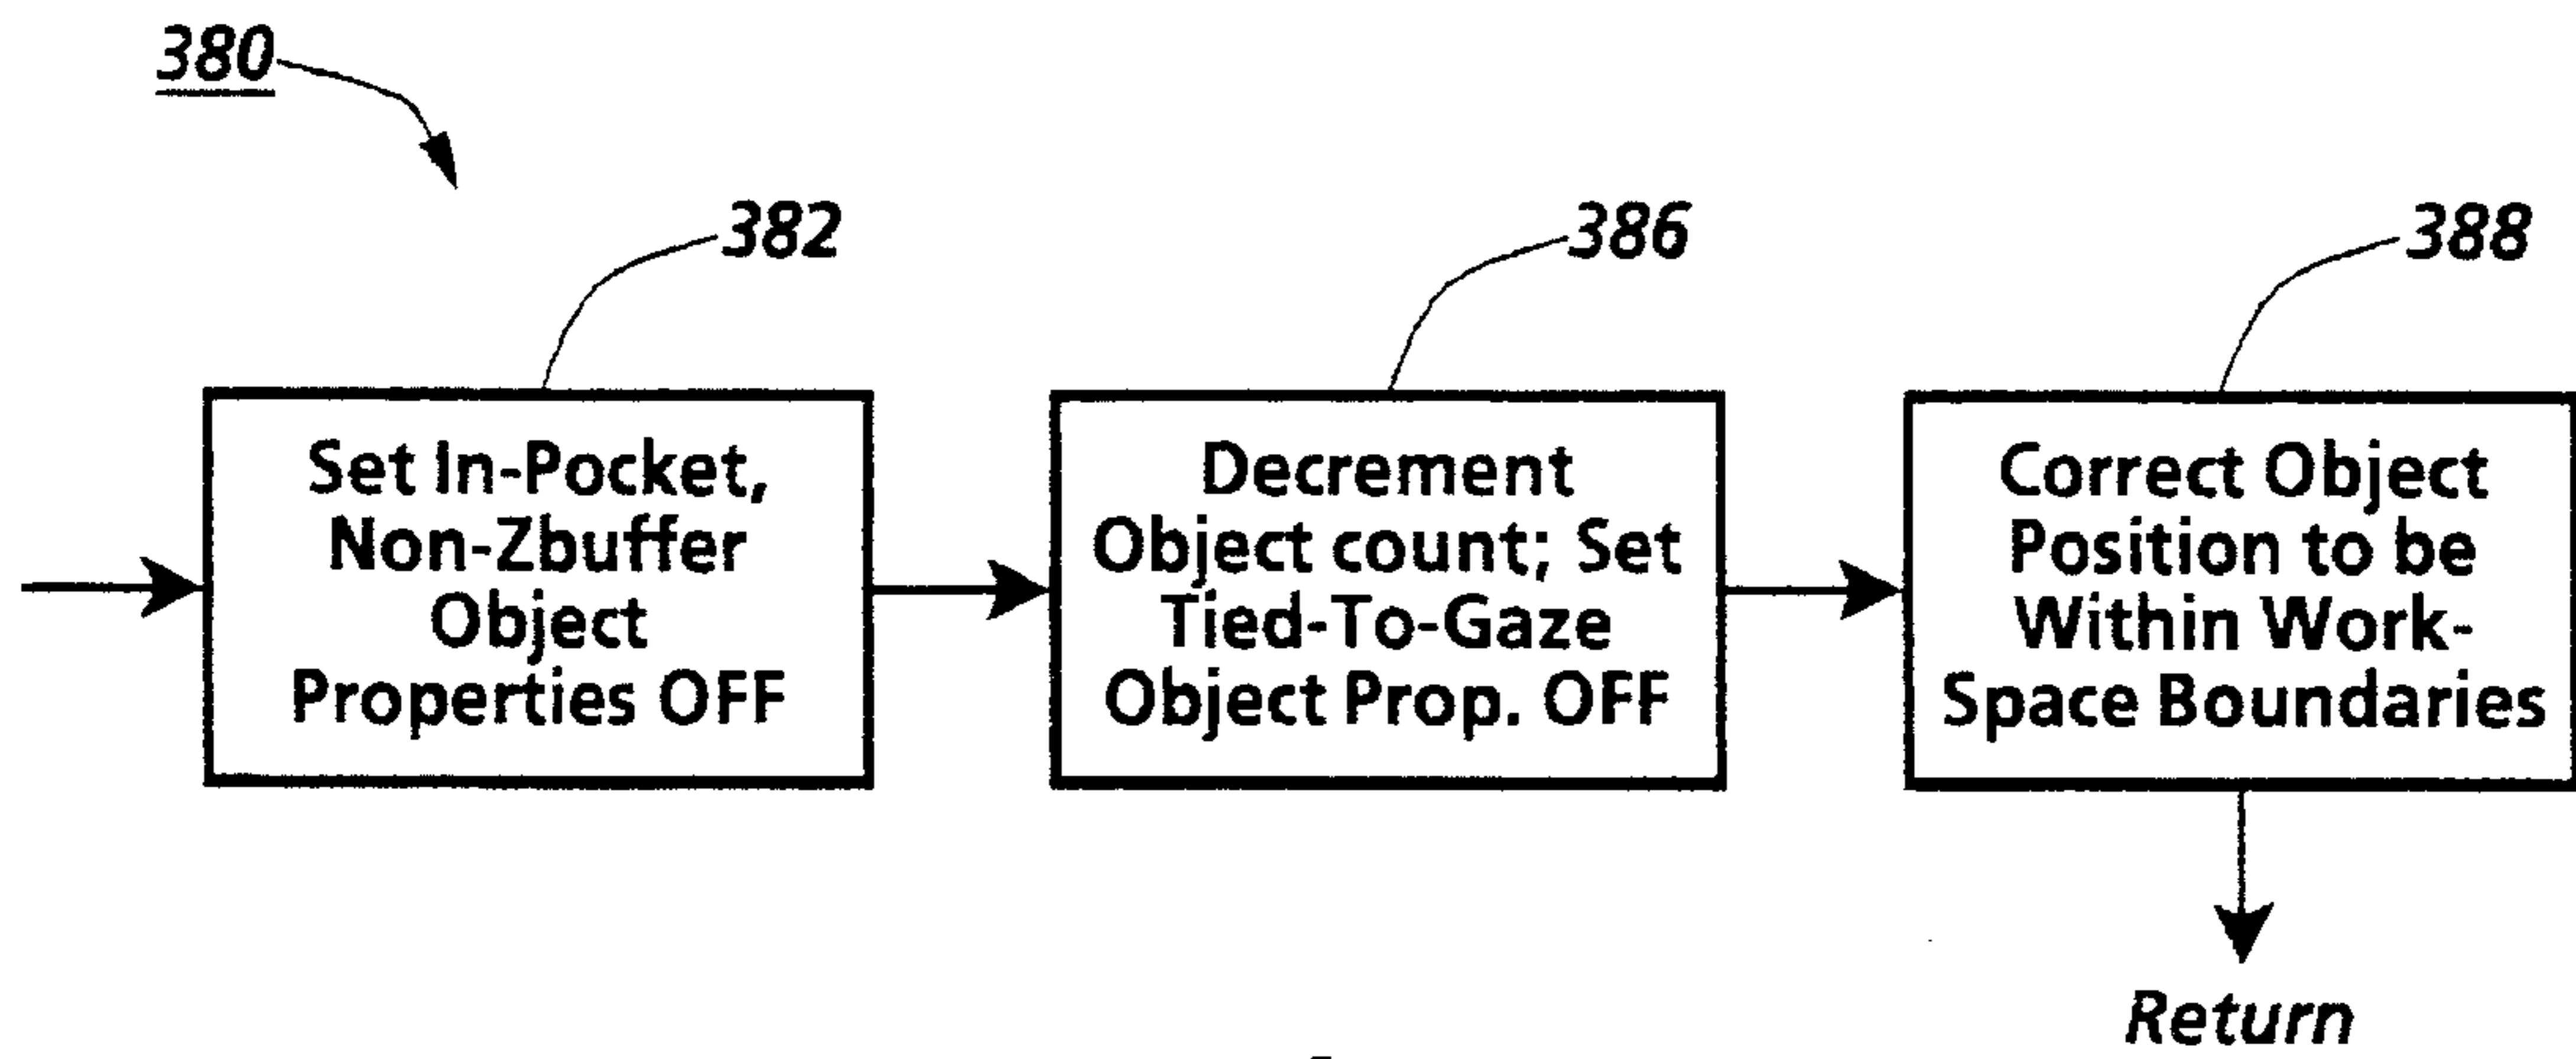 380
382
386
388
Set In-Pocket,
Non-Zbuffer
Object
Properties OFF
Decrement
Object count; Set
Tied-To-Gaze
Object Prop. OFF
Correct Object
Position to be
Within Work-
Space Boundaries
Return